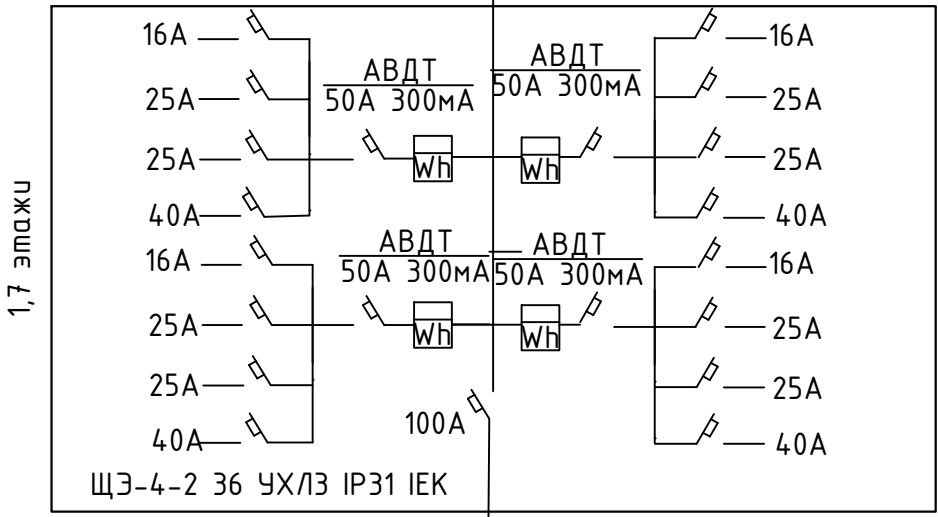 16А
25А
25А
40А
АВДТ
50А 300мА
Wh
АВДТ
50А 300мА
Wh
16А
25А
25А
40А
1,7 этажи
16А
25А
25А
40А
АВДТ
50А 300мА
Wh
АВДТ
50А 300мА
Wh
16А
25А
25А
40А
100А
ЩЭ-4-2 36 УХЛ3 IP31 IEK